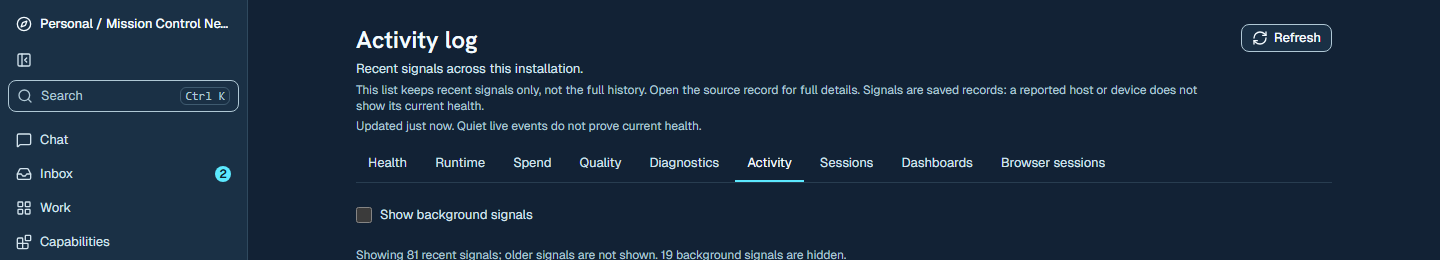 Personal / Mission Control Ne...
Search
Ctrl K
Chat
Inbox
2
Work
Capabilities
Activity log
Refresh
Recent signals across this installation.
This list keeps recent signals only, not the full history. Open the source record for full details. Signals are saved records: a reported host or device does not
show its current health.
Updated just now. Quiet live events do not prove current health.
Health Runtime Spend Quality Diagnostics Activity Sessions Dashboards Browser sessions
Show background signals
Showing 81 recent signals; older signals are not shown. 19 background signals are hidden.